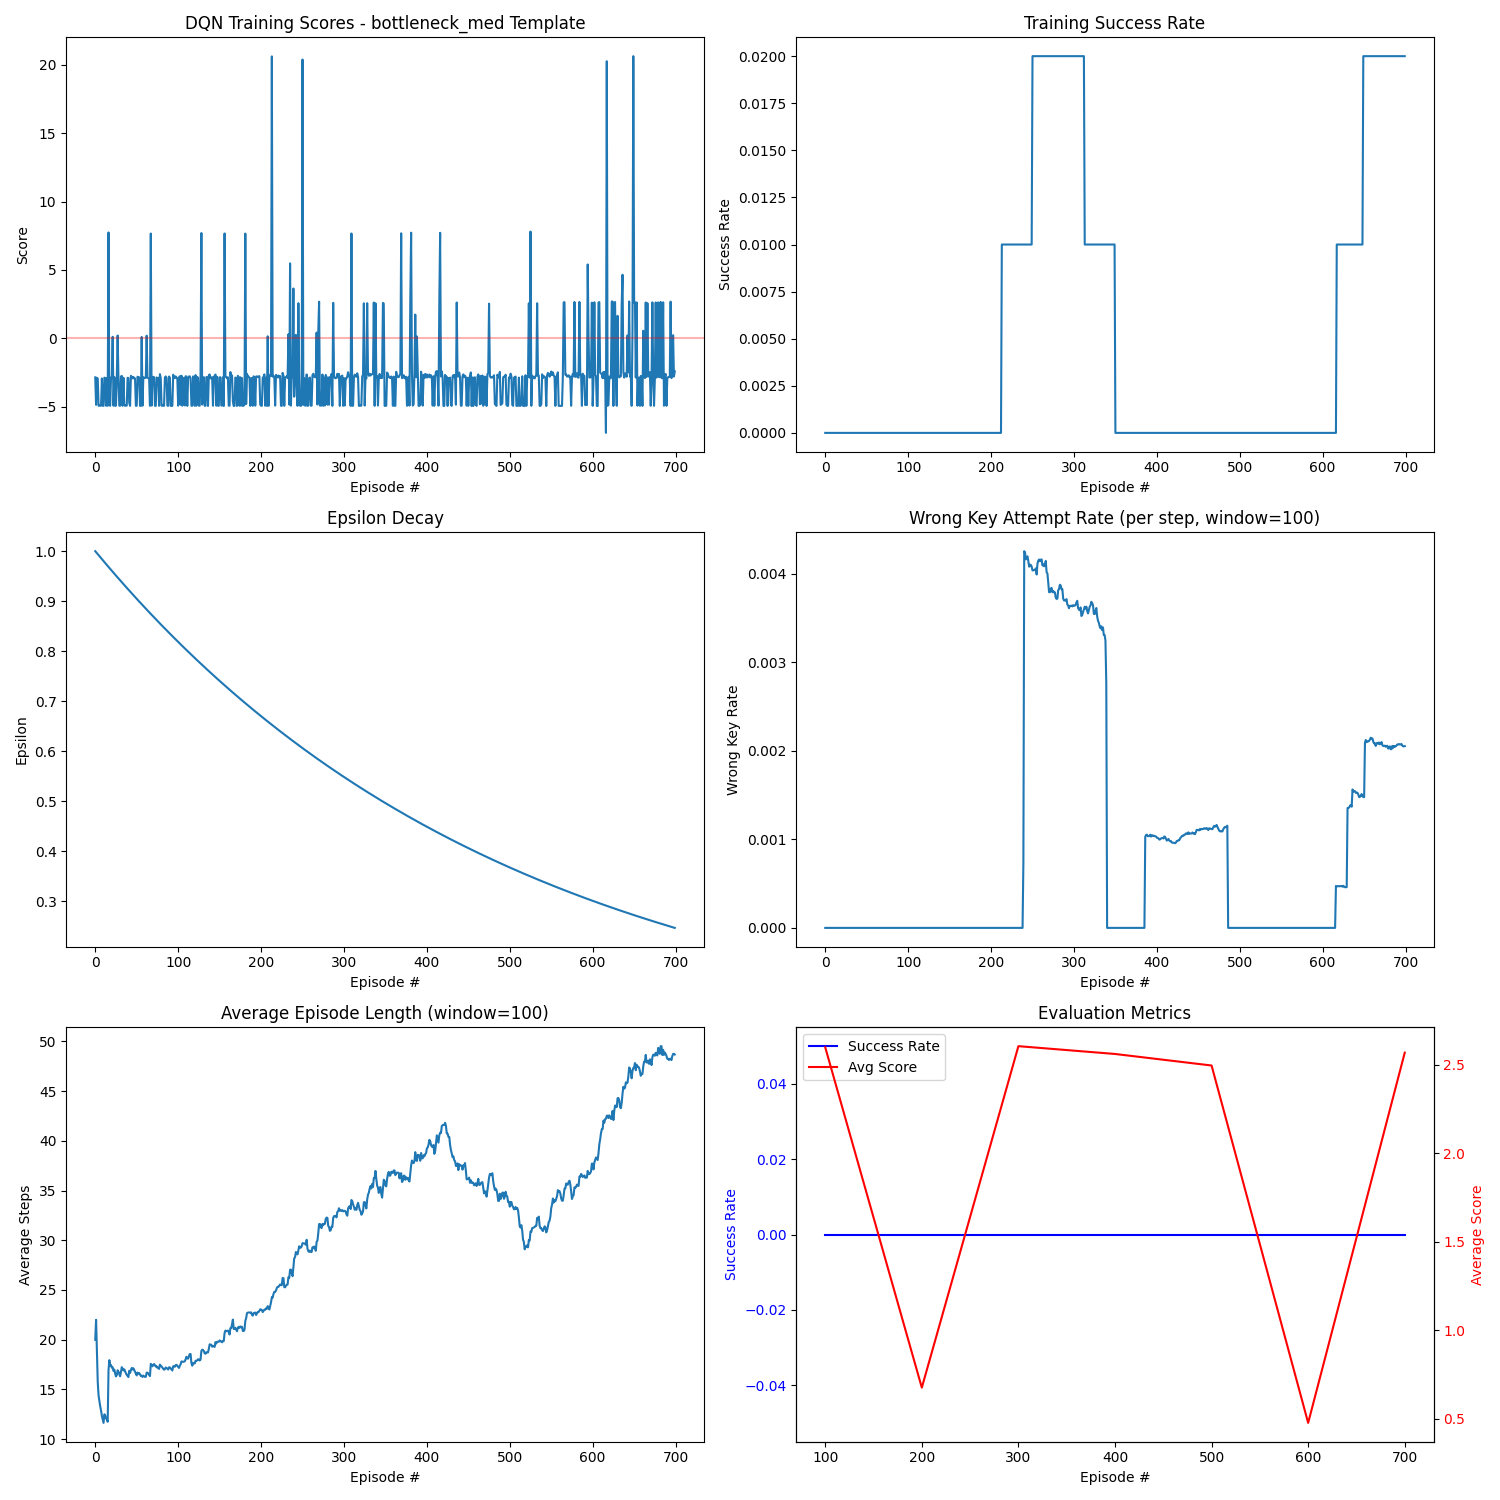 DQN Training Scores - bottleneck_med Template
Score
20
15
10
5
0
−5
0 100 200 300 400 500 600 700
Episode #
Training Success Rate
Success Rate
0.0200
0.0175
0.0150
0.0125
0.0100
0.0075
0.0050
0.0025
0.0000
0 100 200 300 400 500 600 700
Episode #
Epsilon Decay
Epsilon
1.0
0.9
0.8
0.7
0.6
0.5
0.4
0.3
0 100 200 300 400 500 600 700
Episode #
Wrong Key Attempt Rate (per step, window=100)
Wrong Key Rate
0.004
0.003
0.002
0.001
0.000
0 100 200 300 400 500 600 700
Episode #
Average Episode Length (window=100)
Average Steps
50
45
40
35
30
25
20
15
10
0 100 200 300 400 500 600 700
Episode #
Evaluation Metrics
Success Rate
Avg Score
Success Rate
0.04
0.02
0.00
−0.02
−0.04
2.5
2.0
1.5
1.0
0.5
Average Score
100 200 300 400 500 600 700
Episode #